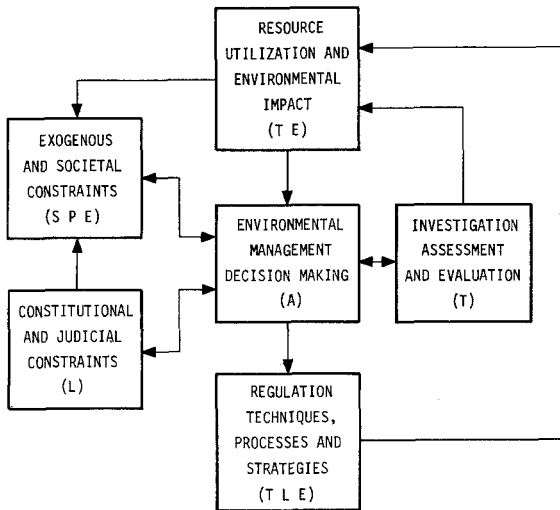 RESOURCE
UTILIZATION AND
ENVIRONMENTAL
IMPACT
(T E)
EXOGENOUS
AND SOCIETAL
CONSTRAINTS
(S P E)
ENVIRONMENTAL
MANAGEMENT
DECISION MAKING
(A)
INVESTIGATION
ASSESSMENT
AND EVALUATION
(T)
CONSTITUTIONAL
AND JUDICIAL
CONSTRAINTS
(L)
REGULATION
TECHNIQUES,
PROCESSES AND
STRATEGIES
(T L E)